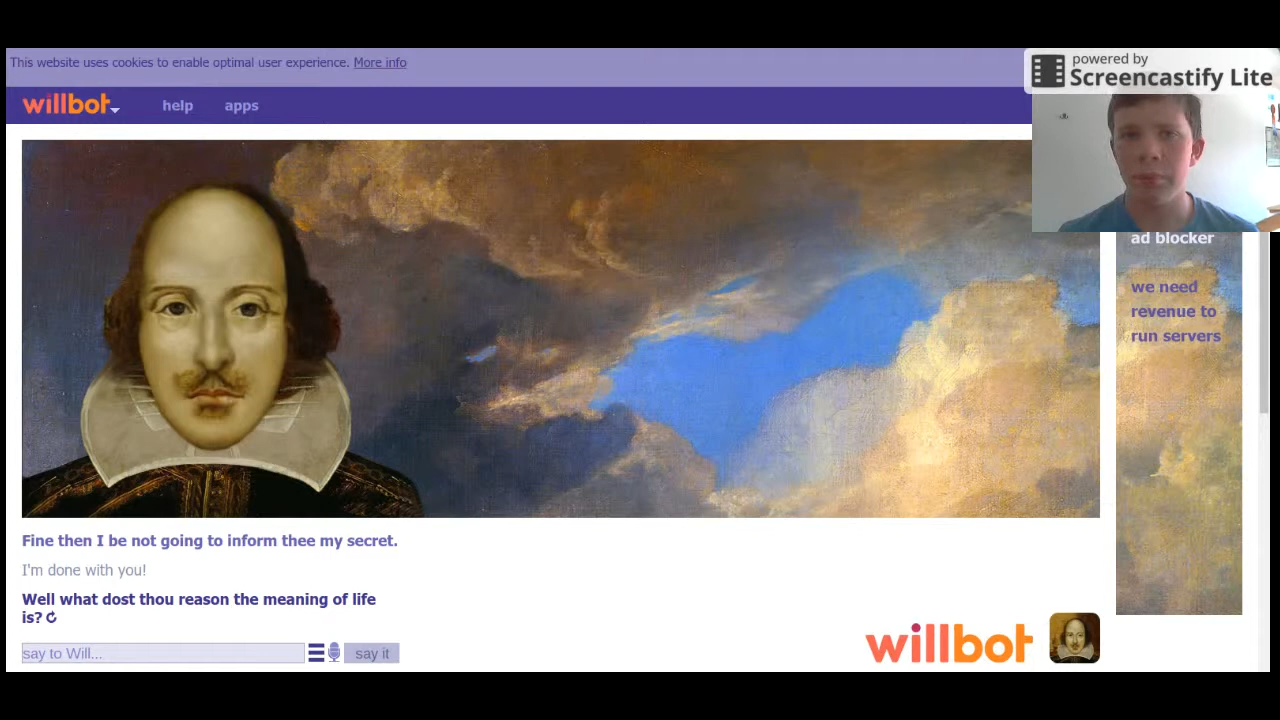 This website uses cookies to enable optimal user experience. More info
powered by
Screencastify Lite
willbot
help
apps
ad blocker
we need
revenue to
run servers
Fine then I be not going to inform thee my secret.
I'm done with you!
Well what dost thou reason the meaning of life
is?
say to Will...
say it
willbot